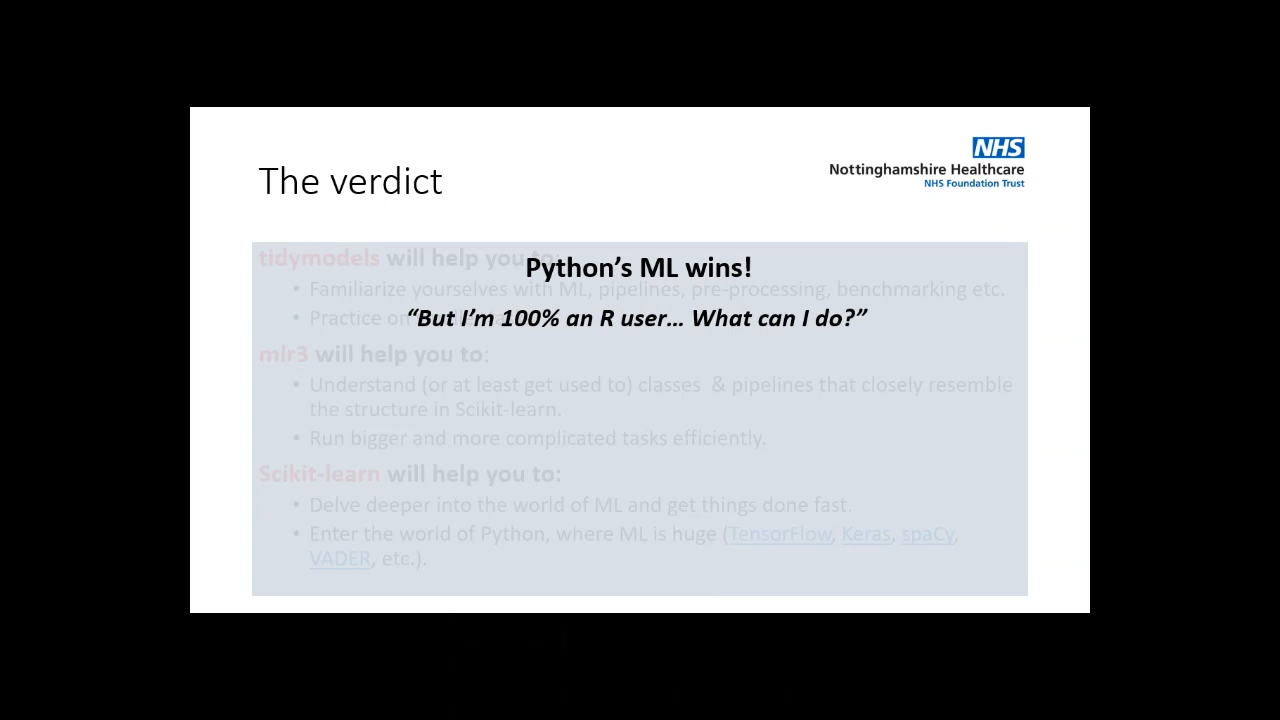 The verdict
NHS
Nottinghamshire Healthcare
NHS Foundation Trust
Python’s ML wins!
“But I’m 100% an R user… What can I do?”
tidymodels will help you to:
• Familiarize yourselves with ML, pipelines, pre-processing, benchmarking etc.
• Practice on
mlr3 will help you to:
• Understand (or at least get used to) classes & pipelines that closely resemble
the structure in Scikit-learn.
• Run bigger and more complicated tasks efficiently.
Scikit-learn will help you to:
• Delve deeper into the world of ML and get things done fast.
• Enter the world of Python, where ML is huge (TensorFlow, Keras, spaCy,
VADER, etc.).